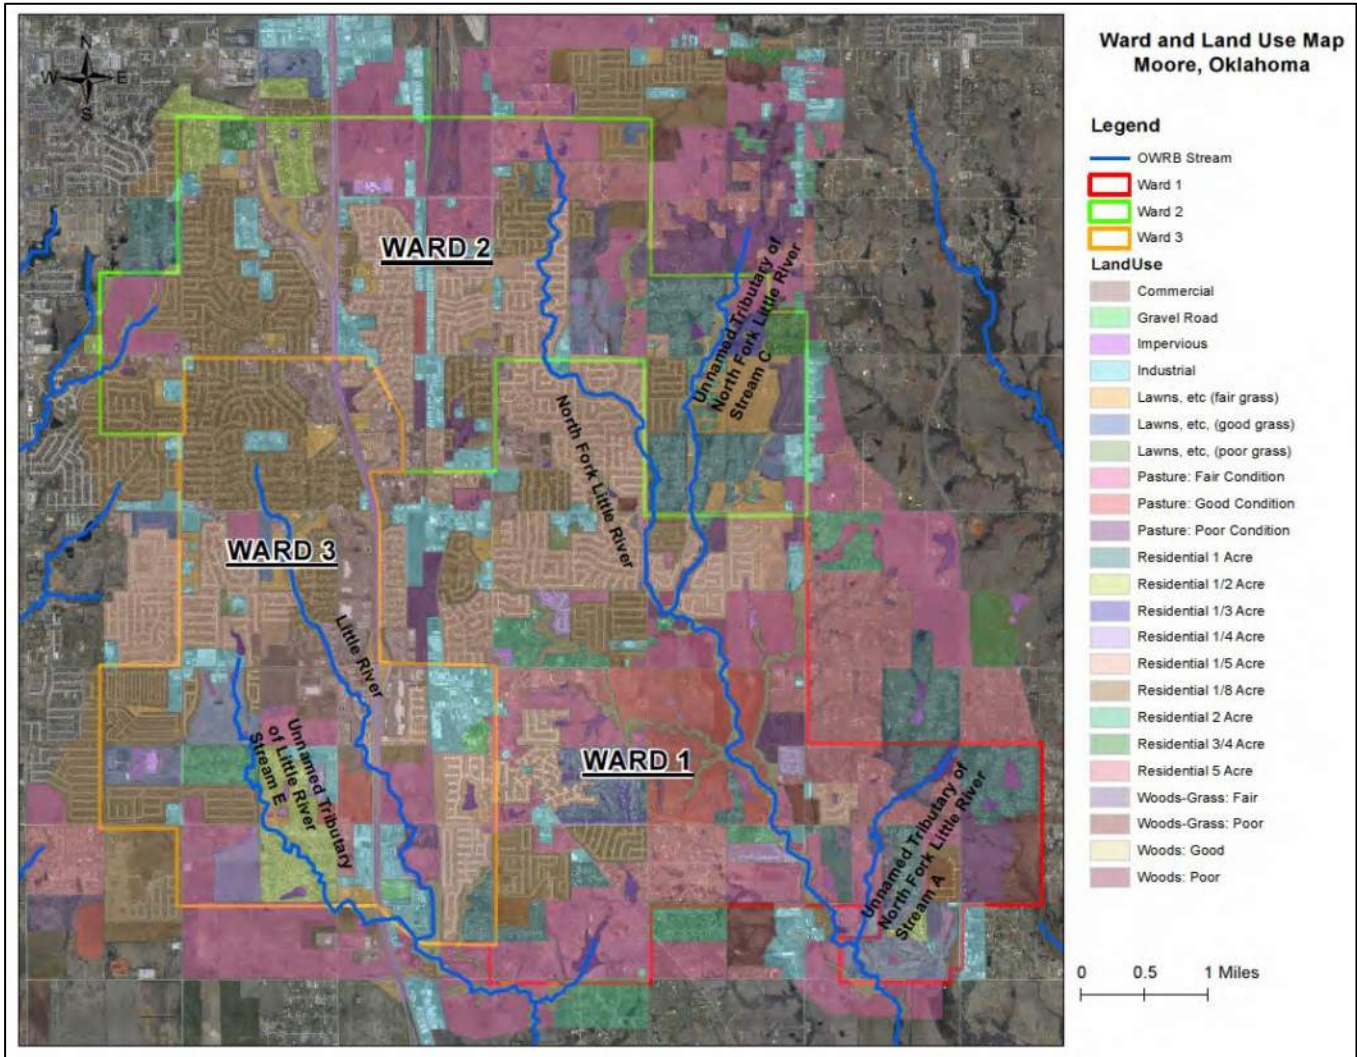 Ward and Land Use Map
Moore, Oklahoma
Legend
OWRB Stream
Ward 1
Ward 2
Ward 3
LandUse
Commercial
Gravel Road
Impervious
Industrial
Lawns, etc (fair grass)
Lawns, etc, (good grass)
Lawns, etc, (poor grass)
Pasture: Fair Condition
Pasture: Good Condition
Pasture: Poor Condition
Residential 1 Acre
Residential 1/2 Acre
Residential 1/3 Acre
Residential 1/4 Acre
Residential 1/5 Acre
Residential 1/8 Acre
Residential 2 Acre
Residential 3/4 Acre
Residential 5 Acre
Woods-Grass: Fair
Woods-Grass: Poor
Woods: Good
Woods: Poor
0 0.5 1 Miles
N
W E
S
WARD 2
Unnamed Tributary of
North Fork Little River
Stream C
North Fork Little River
WARD 3
Little River
Unnamed Tributary
of Little River
Stream E
WARD 1
Unnamed Tributary of
North Fork Little River
Stream A